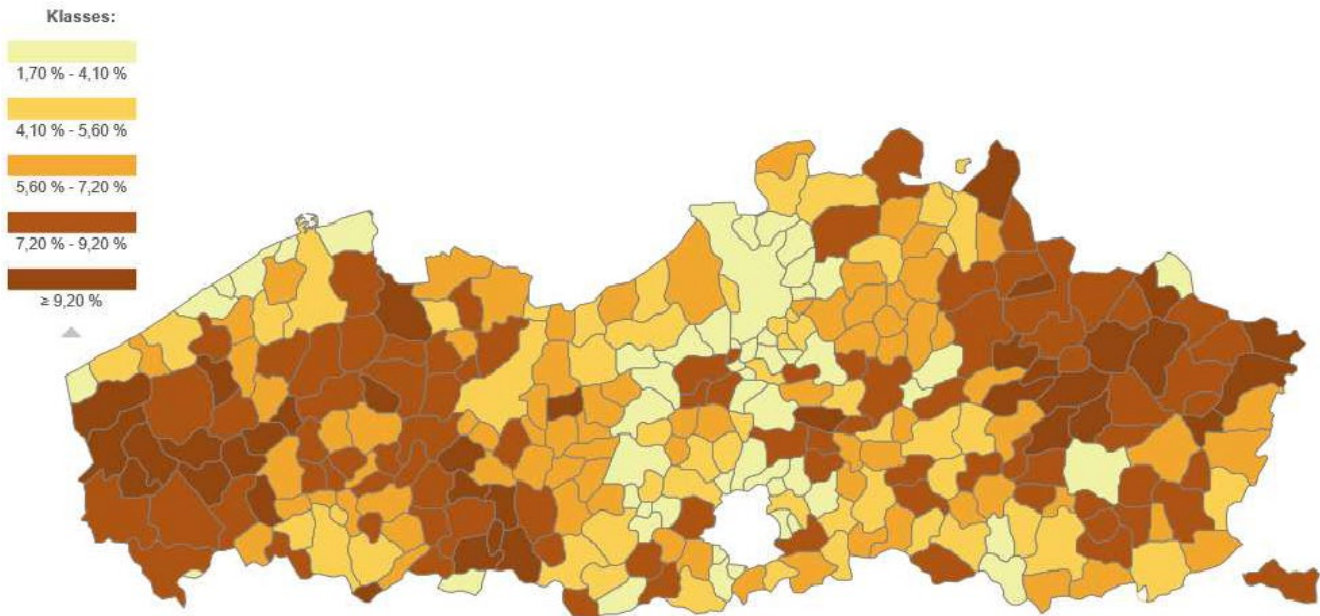 Klasses:
1,70 % - 4,10 %
4,10 % - 5,60 %
5,60 % - 7,20 %
7,20 % - 9,20 %
≥ 9,20 %